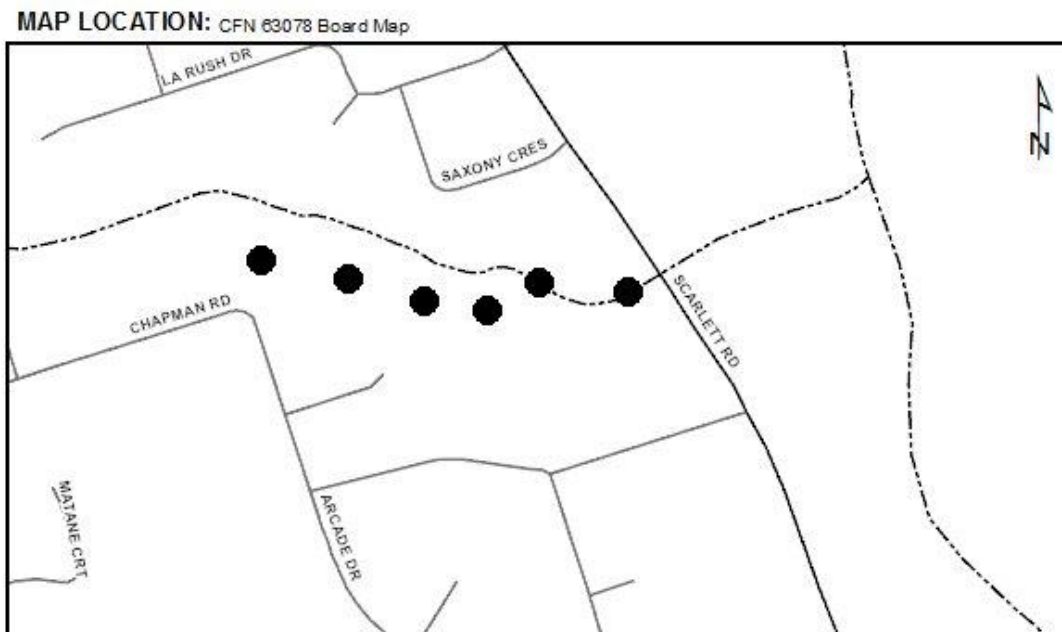 MAP LOCATION: CFN 63078 Board Map
LA RUSH DR
SAXONY CRES
CHAPMAN RD
SCARLETT RD
MATANE CRT
ARCADE DR
N